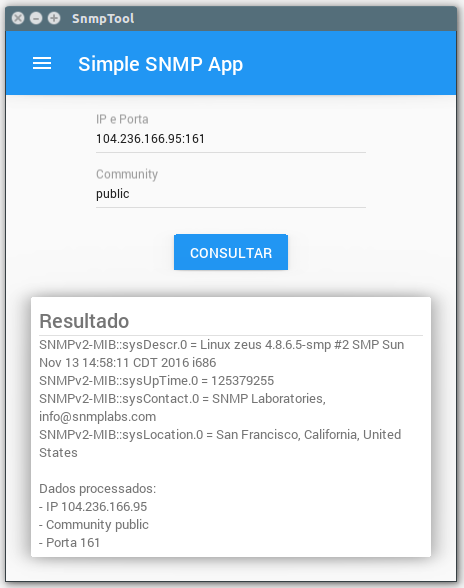 SnmpTool
Simple SNMP App
IP e Porta
104.236.166.95:161
Community
public
CONSULTAR
Resultado
SNMPv2-MIB::sysDescr.0 = Linux zeus 4.8.6.5-smp #2 SMP Sun
Nov 13 14:58:11 CDT 2016 i686
SNMPv2-MIB::sysUpTime.0 = 125379255
SNMPv2-MIB::sysContact.0 = SNMP Laboratories,
info@snmplabs.com
SNMPv2-MIB::sysLocation.0 = San Francisco, California, United
States
Dados processados:
- IP 104.236.166.95
- Community public
- Porta 161